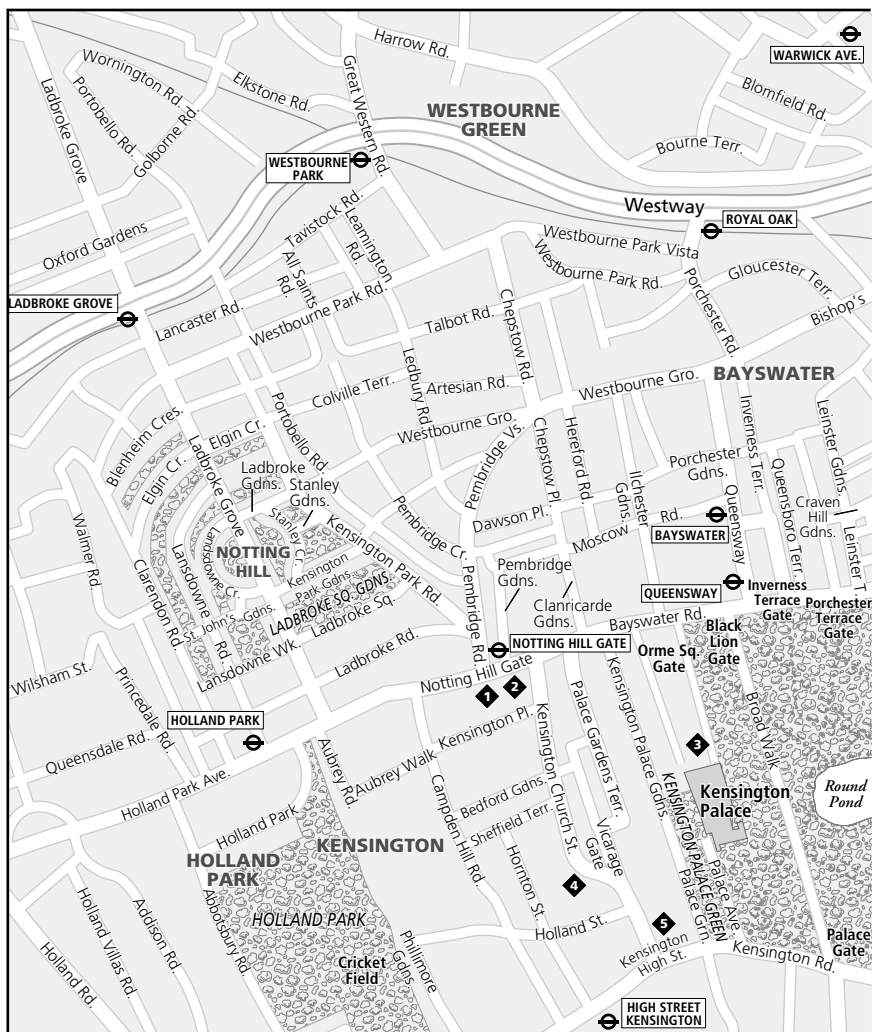 Harrow Rd.
WARWICK AVE.
Wornington Rd.
Portobello Rd.
Ladbroke Grove
Golborne Rd.
Elkstone Rd.
Great Western Rd.
WESTBOURNE
GREEN
Blomfield Rd.
Bourne Terr.
WESTBOURNE
PARK
Westway
ROYAL OAK
Oxford Gardens
Tavistock Rd.
Leamington
Rd.
All Saints
Rd.
Westbourne Park Vista
Westbourne Park Rd.
Porchester Rd.
Gloucester Terr.
Bishop's
LADBROKE GROVE
Lancaster Rd.
Westbourne Park Rd.
Talbot Rd.
Chepstow Rd.
Ledbury Rd.
Artesian Rd.
Colville Terr.
Westbourne Gro.
Westbourne Gro.
BAYSWATER
Blenheim Cres.
Elgin Cr.
Elgin Cr.
Portobello Rd.
Ladbroke Grove
Ladbroke
Gdns.
Stanley
Gdns.
Stanley Cr.
Pembridge Vs.
Chepstow Pl.
Hereford Rd.
Ilchester
Gdns.
Porchester
Gdns.
Inverness Terr.
Queensway
Queensboro Terr.
Leinster Gdns.
Craven
Hill
Gdns.
Leinster T.
Dawson Pl.
Moscow Rd.
BAYSWATER
Pembridge Cr.
Walmer Rd.
Clarendon Rd.
Lansdowne Rd.
Lansdowne Cr.
NOTTING
HILL
Kensington Park Rd.
Kensington
Park Gdns.
LADBROKE SQ. GDNS.
Ladbroke Sq.
St. John's Gdns.
Lansdowne Wk.
Ladbroke Rd.
Pembridge Rd.
Pembridge
Gdns.
Clanricarde
Gdns.
QUEENSWAY
Inverness
Terrace
Gate
Porchester
Terrace
Gate
Bayswater Rd.
Orme Sq.
Gate
Black
Lion
Gate
NOTTING HILL GATE
Notting Hill Gate
Wilsham St.
Princedale Rd.
HOLLAND PARK
Queensdale Rd.
Holland Park Ave.
1
2
3
Kensington Pl.
Aubrey Walk
Aubrey Rd.
Kensington Church St.
Palace Gardens Terr.
Kensington Palace Gdns.
Broad Walk
Round
Pond
Kensington
Palace
KENSINGTON PALACE GREEN
Bedford Gdns.
Sheffield Terr.
Campden Hill Rd.
Hornton St.
Vicarage
Gate
Holland Park
KENSINGTON
HOLLAND
PARK
HOLLAND PARK
Abbotsbury Rd.
Addison Rd.
Holland Villas Rd.
Holland Rd.
Cricket
Field
Phillimore
Gdns
4
5
Holland St.
Kensington
High St.
Palace Ave.
Palace Grn.
Kensington Rd.
Palace
Gate
HIGH STREET
KENSINGTON